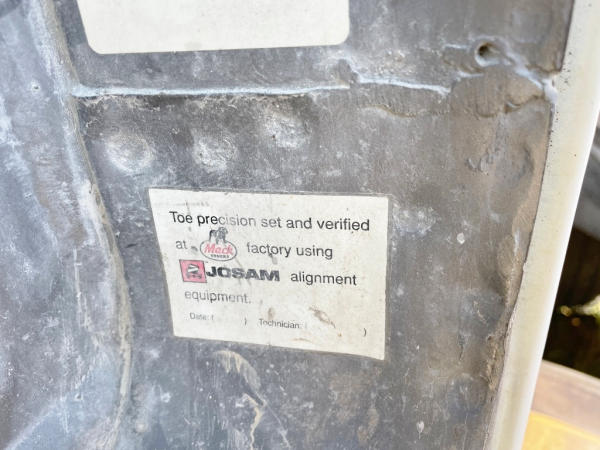 Toe precision set and verified
at Mack factory using
JOSAM alignment
equipment.
Date: ( ) Technician: ( )